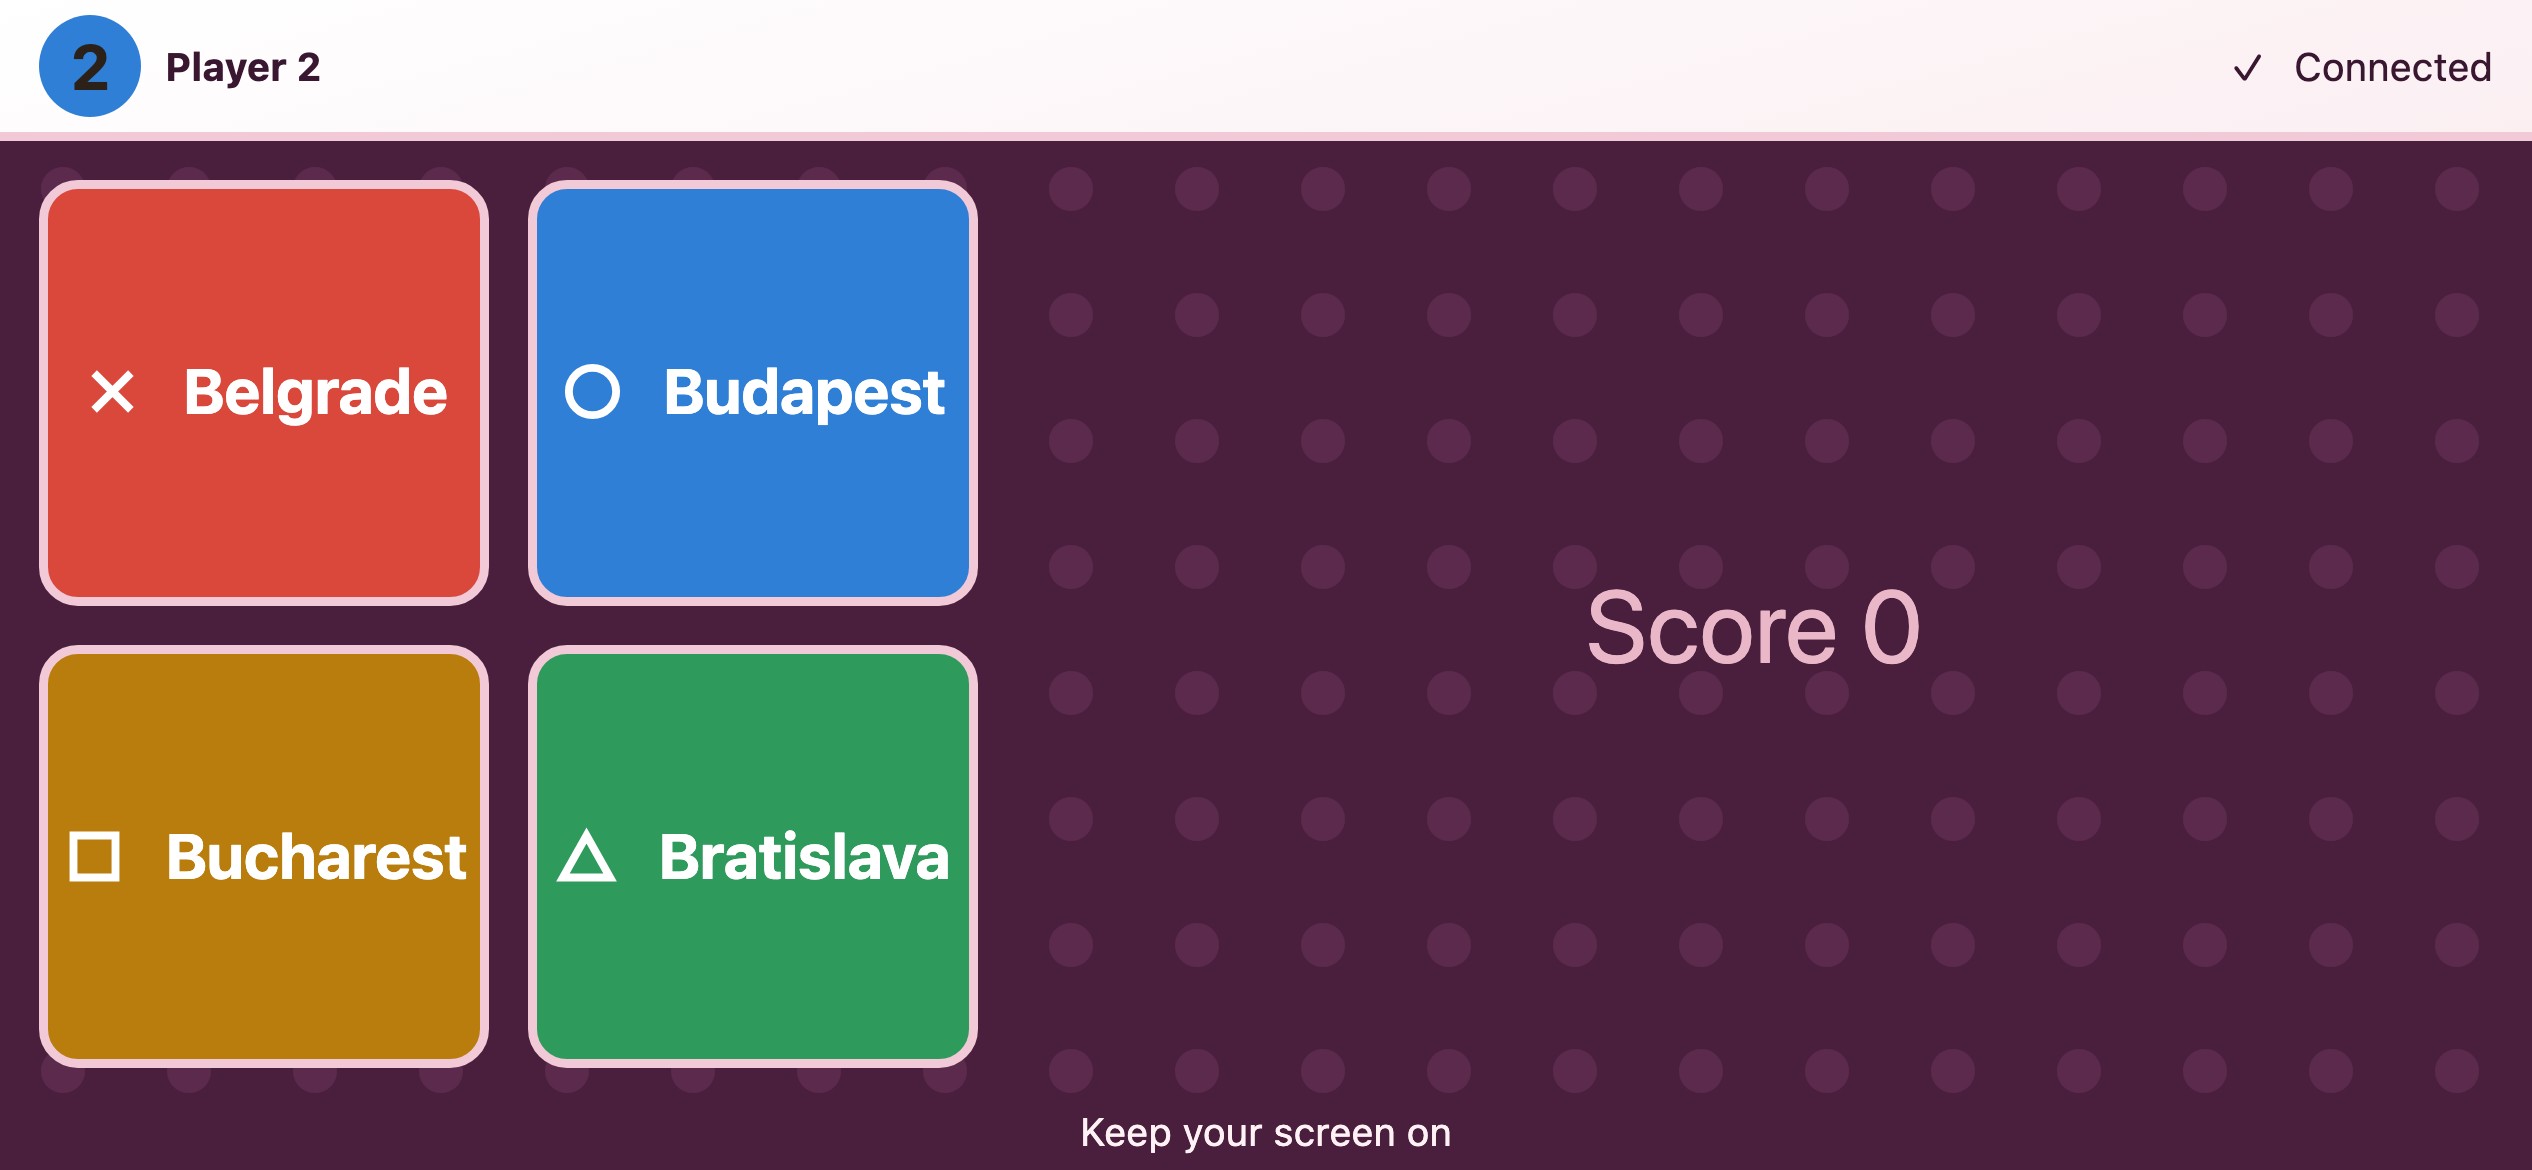 2 Player 2
✓ Connected
Belgrade
Budapest
Bucharest
Bratislava
Score 0
Keep your screen on